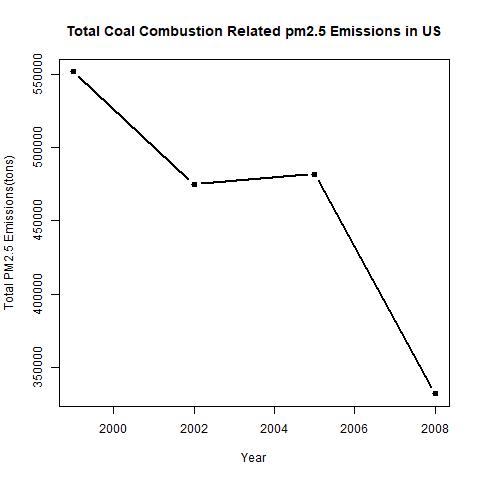 Total Coal Combustion Related pm2.5 Emissions in US
Total PM2.5 Emissions(tons)
550000
500000
450000
400000
350000
2000 2002 2004 2006 2008
Year